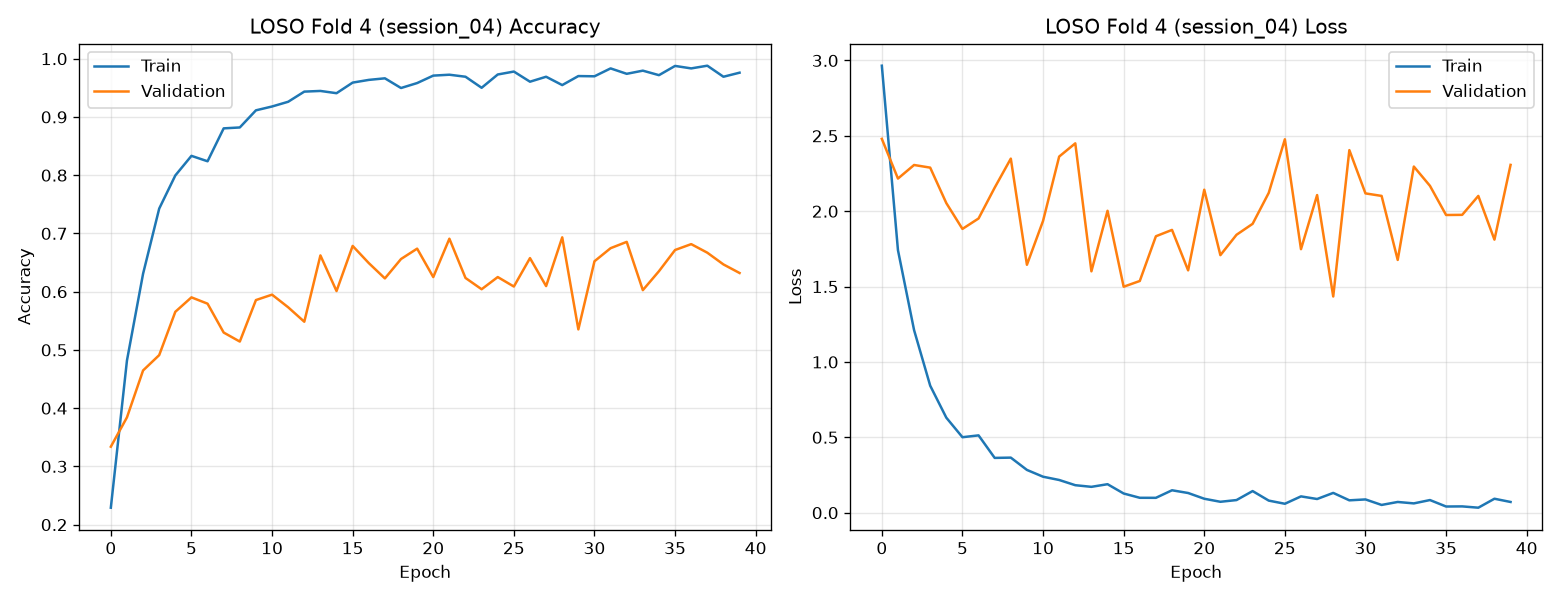 LOSO Fold 4 (session_04) Accuracy
Train
Validation
1.0
0.9
0.8
0.7
0.6
0.5
0.4
0.3
0.2
Accuracy
0 5 10 15 20 25 30 35 40
Epoch
LOSO Fold 4 (session_04) Loss
Train
Validation
3.0
2.5
2.0
1.5
1.0
0.5
0.0
Loss
0 5 10 15 20 25 30 35 40
Epoch